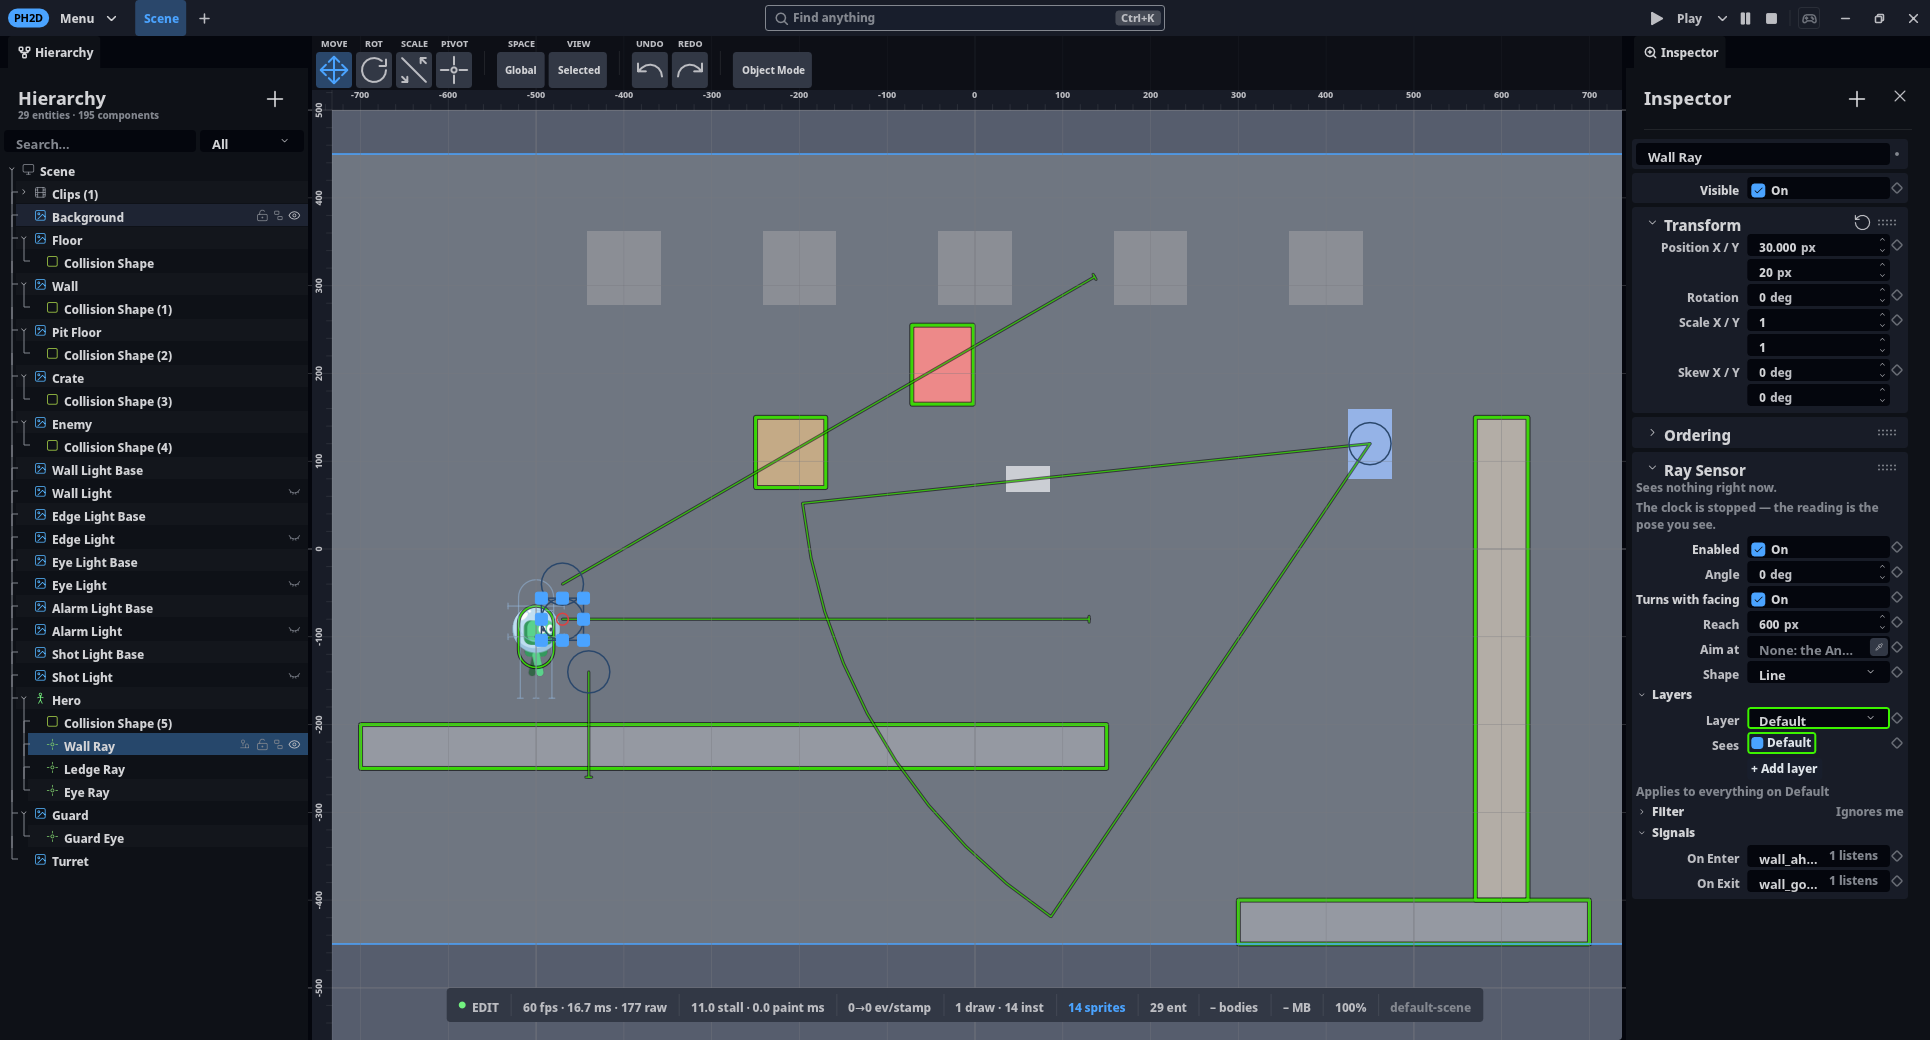 PH2D
Menu
Scene
Find anything
Ctrl+K
Play
Hierarchy
Hierarchy
29 entities · 195 components
Search...
All
Scene
Clips (1)
Background
Floor
Collision Shape
Wall
Collision Shape (1)
Pit Floor
Collision Shape (2)
Crate
Collision Shape (3)
Enemy
Collision Shape (4)
Wall Light Base
Wall Light
Edge Light Base
Edge Light
Eye Light Base
Eye Light
Alarm Light Base
Alarm Light
Shot Light Base
Shot Light
Hero
Collision Shape (5)
Wall Ray
Ledge Ray
Eye Ray
Guard
Guard Eye
Turret
MOVE ROT SCALE PIVOT SPACE VIEW UNDO REDO
Global
Selected
Object Mode
-700 -600 -500 -400 -300 -200 -100 0 100 200 300 400 500 600 700
500
400
300
200
100
0
-100
-200
-300
-400
-500
EDIT
60 fps · 16.7 ms · 177 raw
11.0 stall · 0.0 paint ms
0→0 ev/stamp
1 draw · 14 inst
14 sprites
29 ent
– bodies
– MB
100%
default-scene
Inspector
Inspector
Wall Ray
Visible On
Transform
Position X / Y 30.000 px
20 px
Rotation 0 deg
Scale X / Y 1
1
Skew X / Y 0 deg
0 deg
Ordering
Ray Sensor
Sees nothing right now.
The clock is stopped — the reading is the
pose you see.
Enabled On
Angle 0 deg
Turns with facing On
Reach 600 px
Aim at None: the An...
Shape Line
Layers
Layer Default
Sees Default
+ Add layer
Applies to everything on Default
Filter Ignores me
Signals
On Enter wall_ah... 1 listens
On Exit wall_go... 1 listens